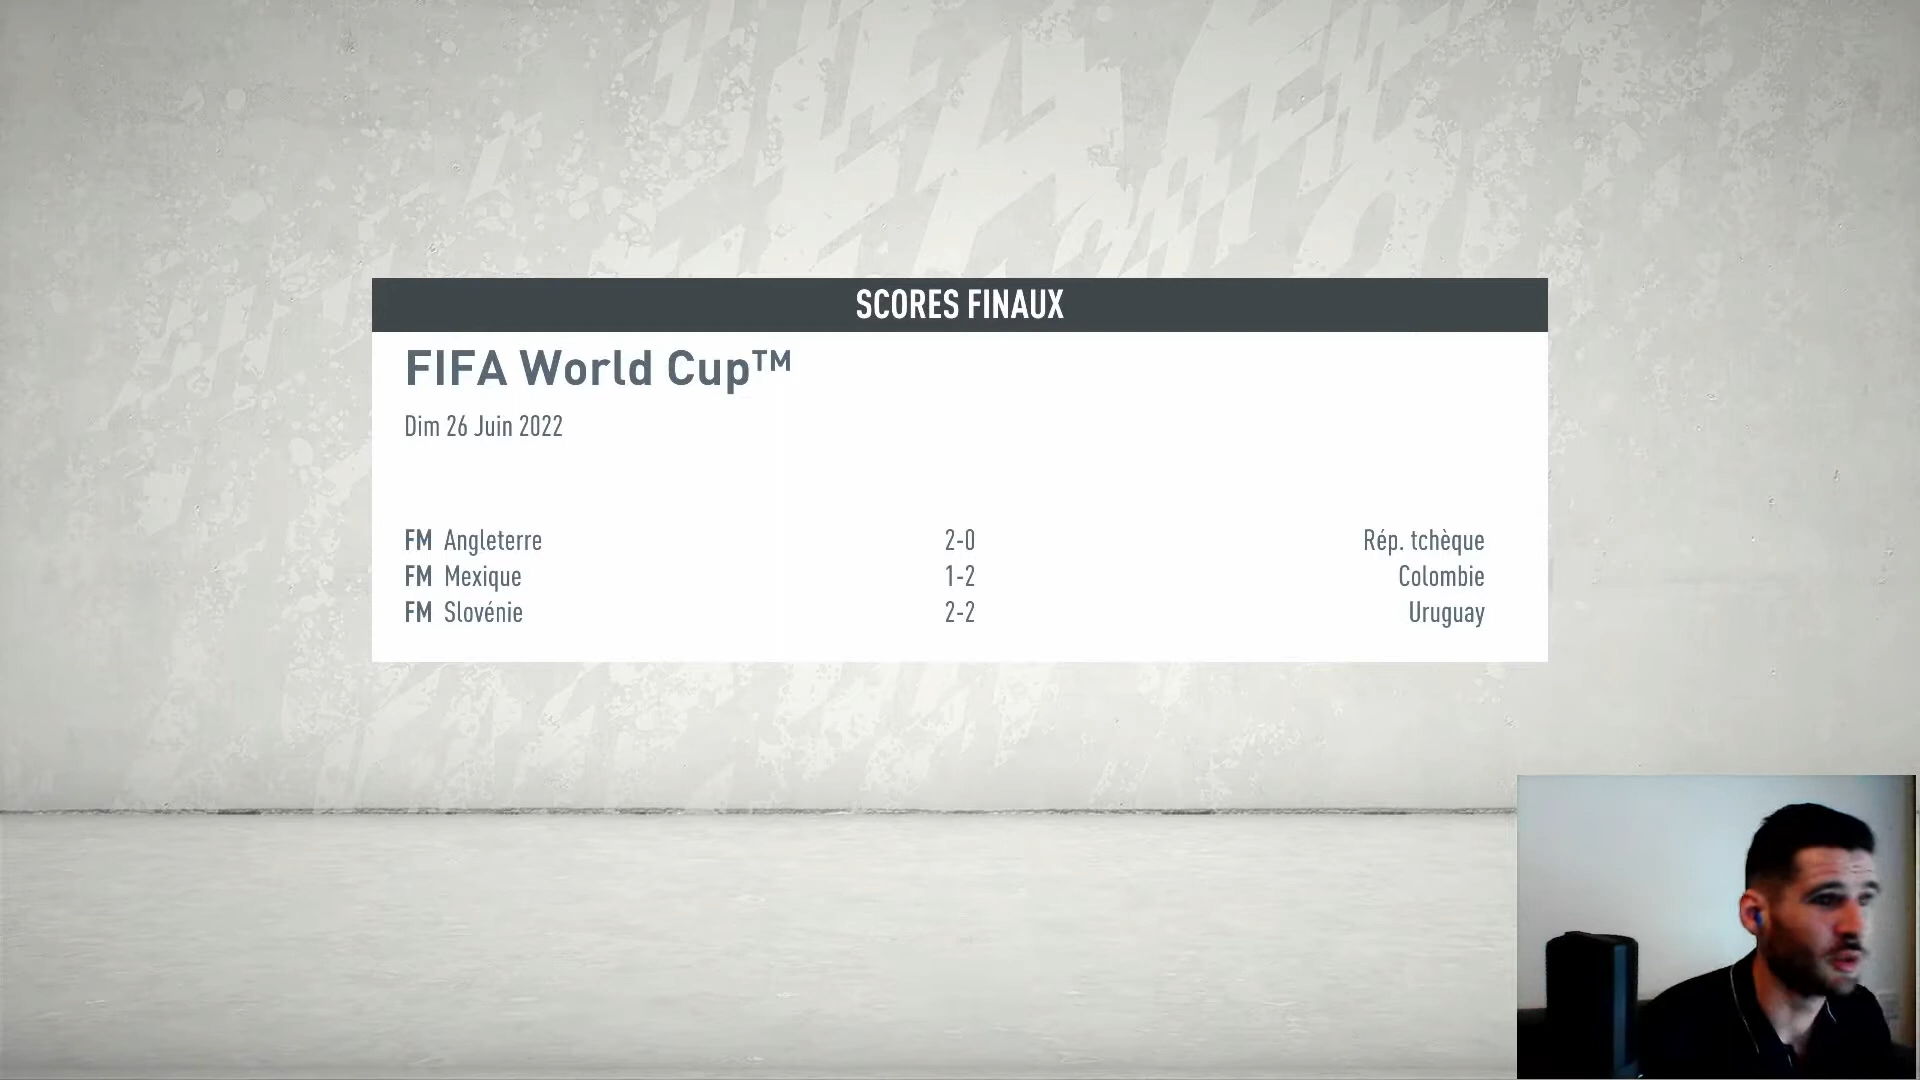 SCORES FINAUX
FIFA World Cup™
Dim 26 Juin 2022
FM Angleterre 2-0 Rép. tchèque
FM Mexique 1-2 Colombie
FM Slovénie 2-2 Uruguay